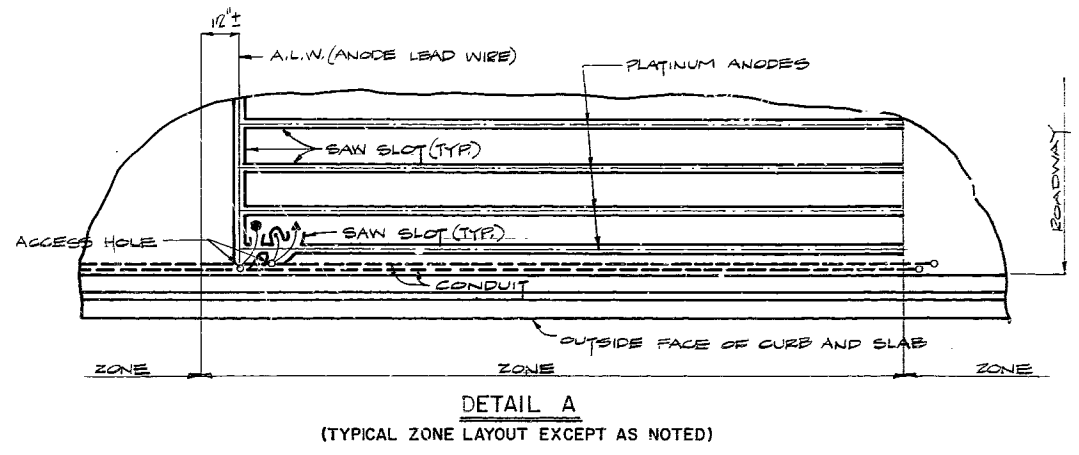 12"±
A.L.W. (ANODE LEAD WIRE)
PLATINUM ANODES
SAW SLOT (TYP.)
ROADWAY
SAW SLOT (TYP.)
ACCESS HOLE
CONDUIT
OUTSIDE FACE OF CURB AND SLAB
ZONE
ZONE
ZONE
DETAIL A
(TYPICAL ZONE LAYOUT EXCEPT AS NOTED)